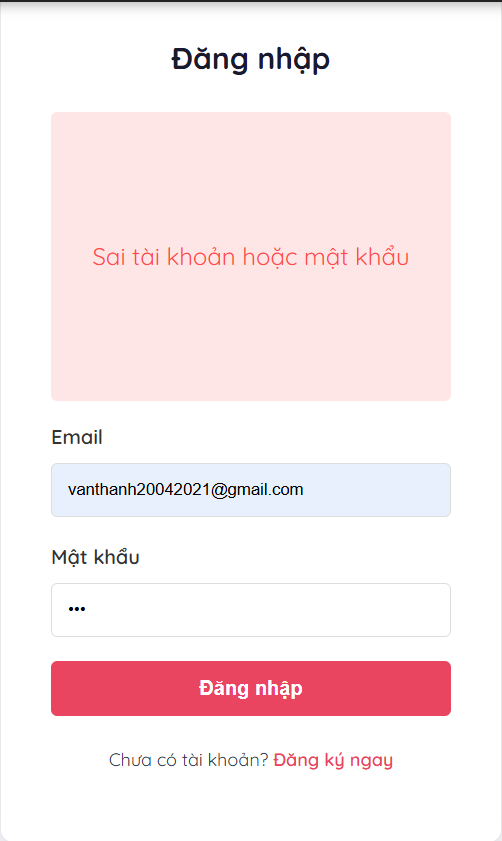 Đăng nhập
Sai tài khoản hoặc mật khẩu
Email
vanthanh20042021@gmail.com
Mật khẩu
•••
Đăng nhập
Chưa có tài khoản? Đăng ký ngay